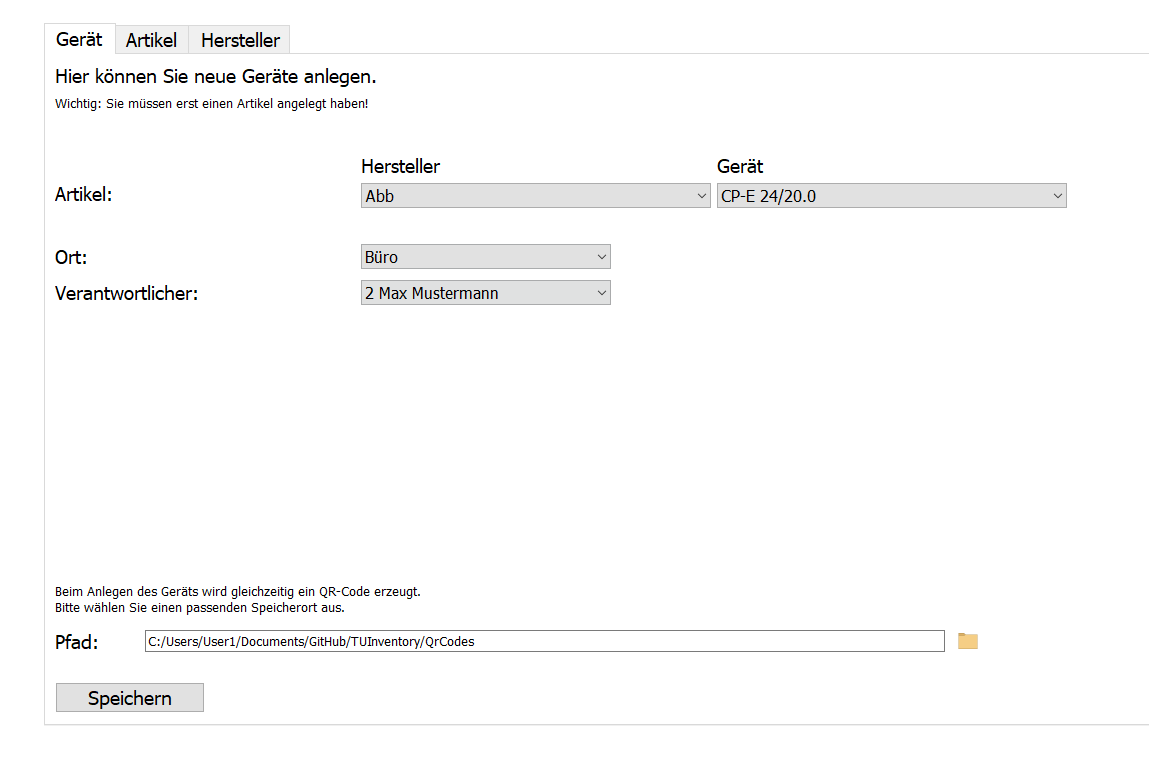 Gerät Artikel Hersteller
Hier können Sie neue Geräte anlegen.
Wichtig: Sie müssen erst einen Artikel angelegt haben!
Hersteller Gerät
Artikel: Abb CP-E 24/20.0
Ort: Büro
Verantwortlicher: 2 Max Mustermann
Beim Anlegen des Geräts wird gleichzeitig ein QR-Code erzeugt.
Bitte wählen Sie einen passenden Speicherort aus.
Pfad: C:/Users/User1/Documents/GitHub/TUInventory/QrCodes
Speichern